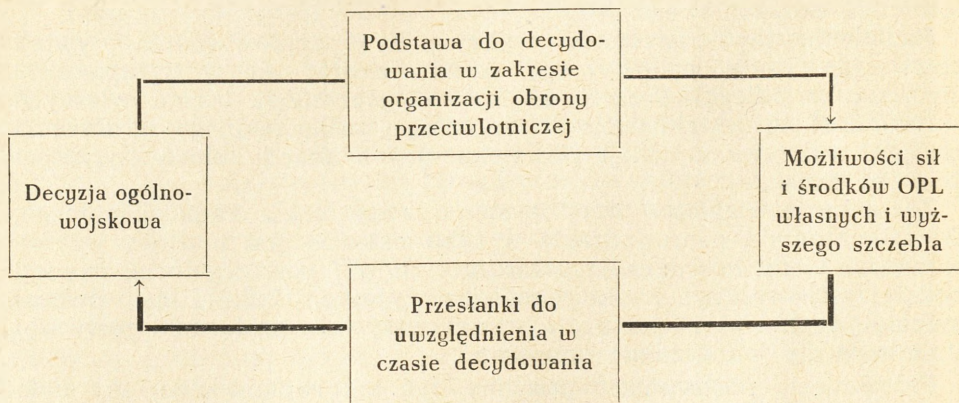 Podstawa do decydo-
wania w zakresie
organizacji obrony
przeciwlotniczej
Decyzja ogólno-
wojskowa
Możliwości sił
i środków OPL
własnych i wyż-
szego szczebla
Przesłanki do
uwzględnienia w
czasie decydowania